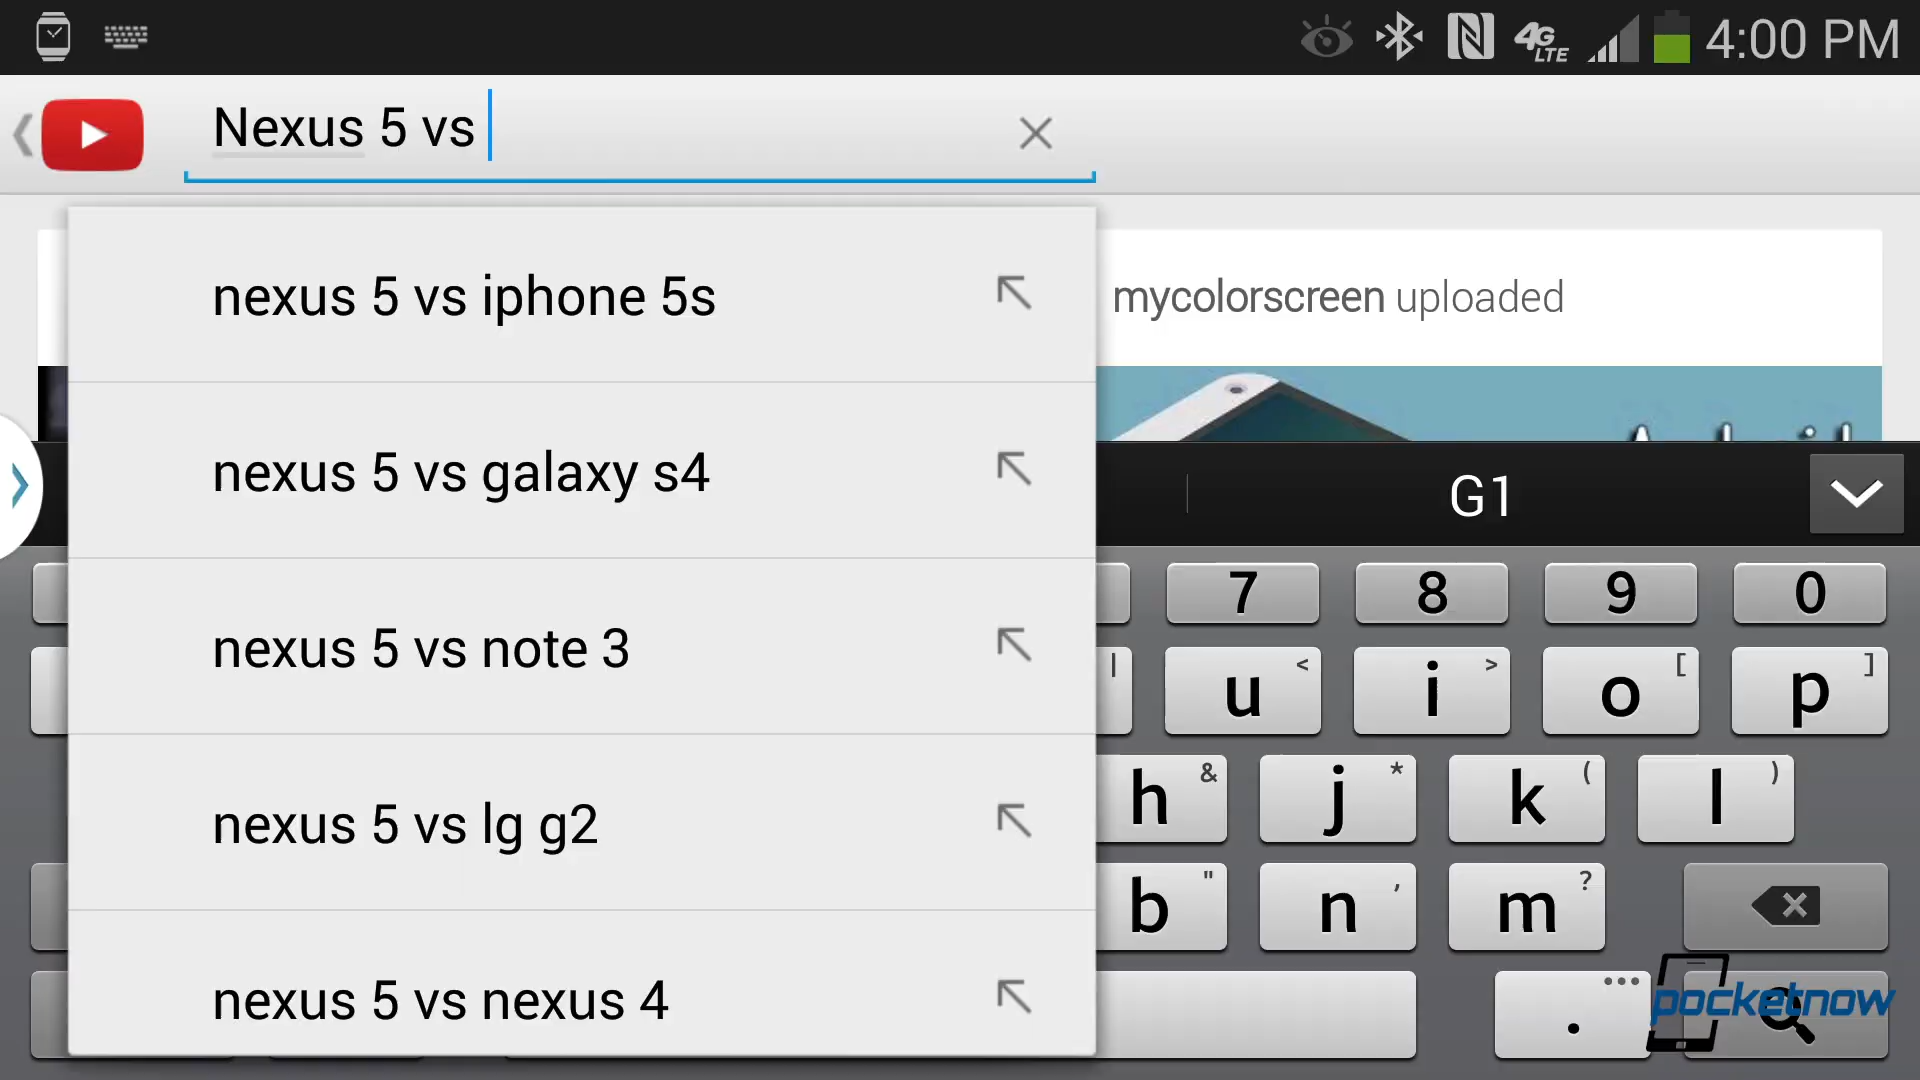 4G LTE 4:00 PM
Nexus 5 vs
nexus 5 vs iphone 5s
mycolorscreen uploaded
nexus 5 vs galaxy s4
G1
nexus 5 vs note 3
7 8 9 0
| u < i > o [ p ]
nexus 5 vs lg g2
h & j * k ( l )
b " n , m ?
nexus 5 vs nexus 4
... .
pocketnow